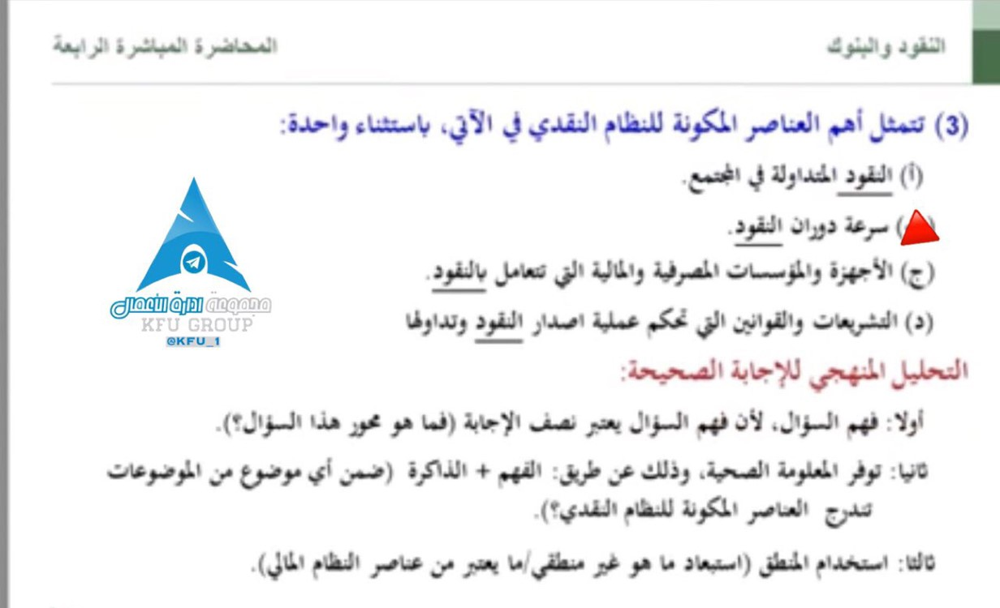 النقود والبنوك
المحاضرة المباشرة الرابعة
(3) تتمثل أهم العناصر المكونة للنظام النقدي في الآتي، باستثناء واحدة:
(أ) النقود المتداولة في المجتمع.
) سرعة دوران النقود.
(ج) الأجهزة والمؤسسات المصرفية والمالية التي تتعامل بالنقود.
(د) التشريعات والقوانين التي تحكم عملية اصدار النقود وتداولها
مجموعة ادارة الأعمال
KFU GROUP
@KFU_1
التحليل المنهجي للإجابة الصحيحة:
أولا: فهم السؤال، لأن فهم السؤال يعتبر نصف الإجابة (فما هو محور هذا السؤال؟).
ثانيا: توفر المعلومة الصحية، وذلك عن طريق: الفهم + الذاكرة (ضمن أي موضوع من الموضوعات
تندرج العناصر المكونة للنظام النقدي؟).
ثالثا: استخدام المنطق (استبعاد ما هو غير منطقي/ما يعتبر من عناصر النظام المالي).